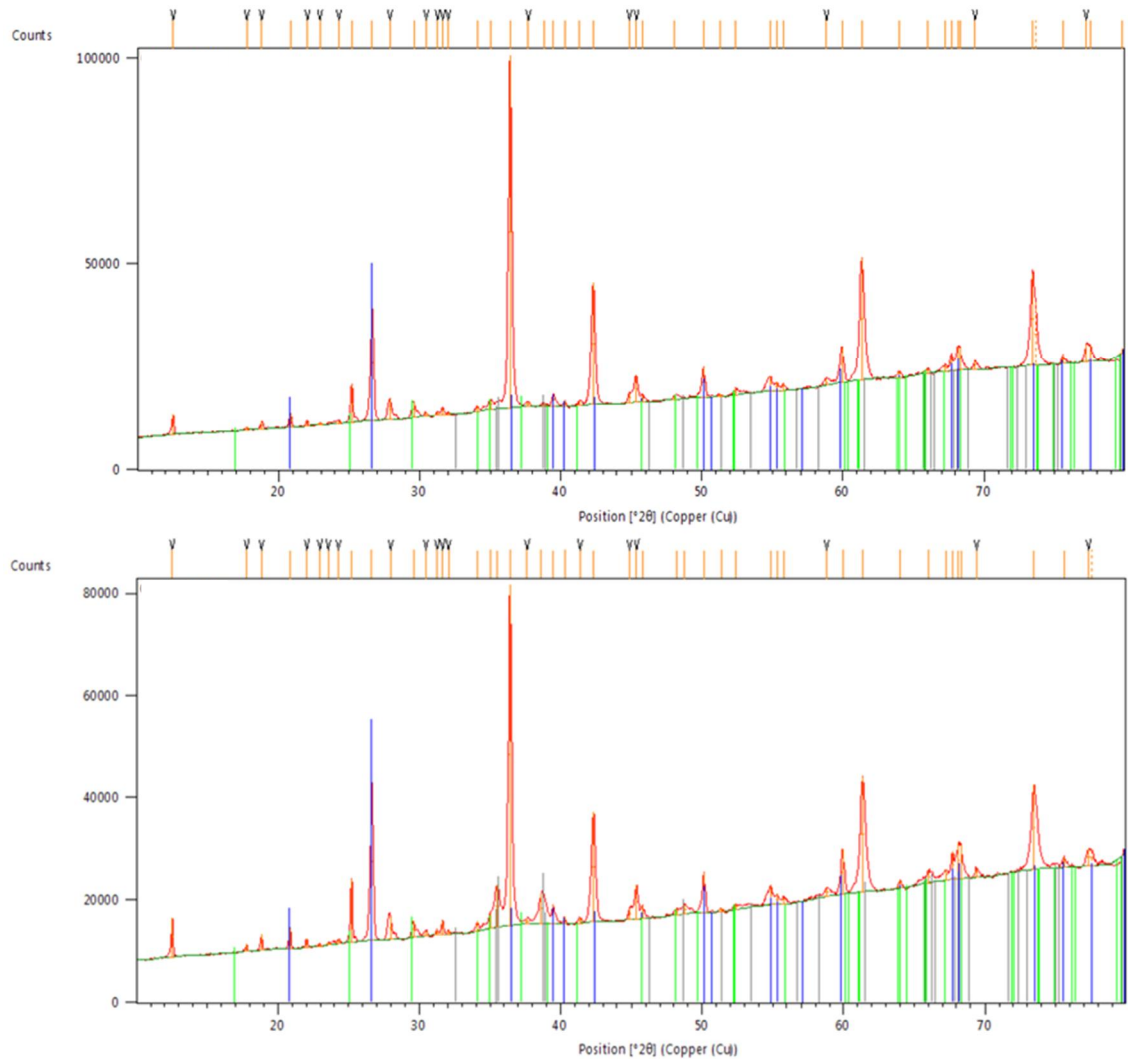 v v v v v v v v v v v v v v v v v
Counts
100000
50000
0
20 30 40 50 60 70
Position [°2θ] (Copper (Cu))
v v v v v v v v v v v v v v v v v v v
Counts
80000
60000
40000
20000
0
20 30 40 50 60 70
Position [°2θ] (Copper (Cu))